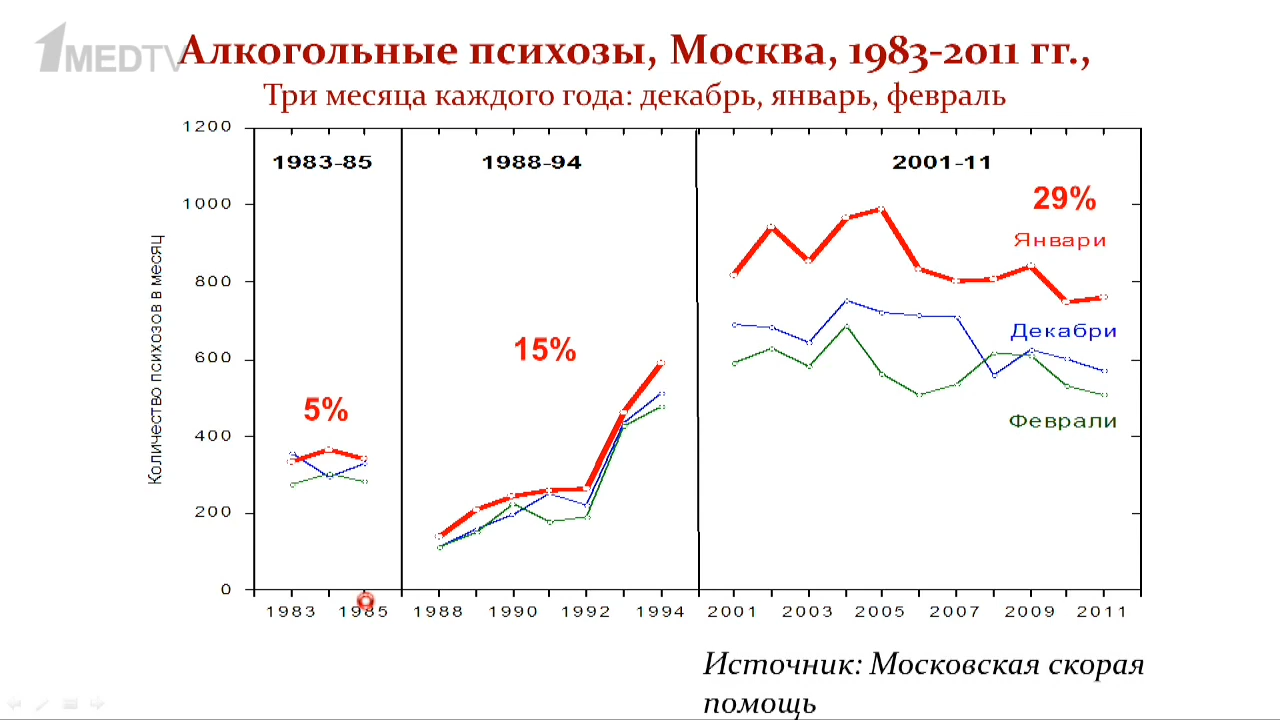 1MEDTV
Алкогольные психозы, Москва, 1983-2011 гг.,
Три месяца каждого года: декабрь, январь, февраль
Количество психозов в месяц
1200
1000
800
600
400
200
0
1983-85
1988-94
2001-11
5%
15%
29%
Январи
Декабри
Феврали
1983 1985 1988 1990 1992 1994 2001 2003 2005 2007 2009 2011
Источник: Московская скорая
помощь